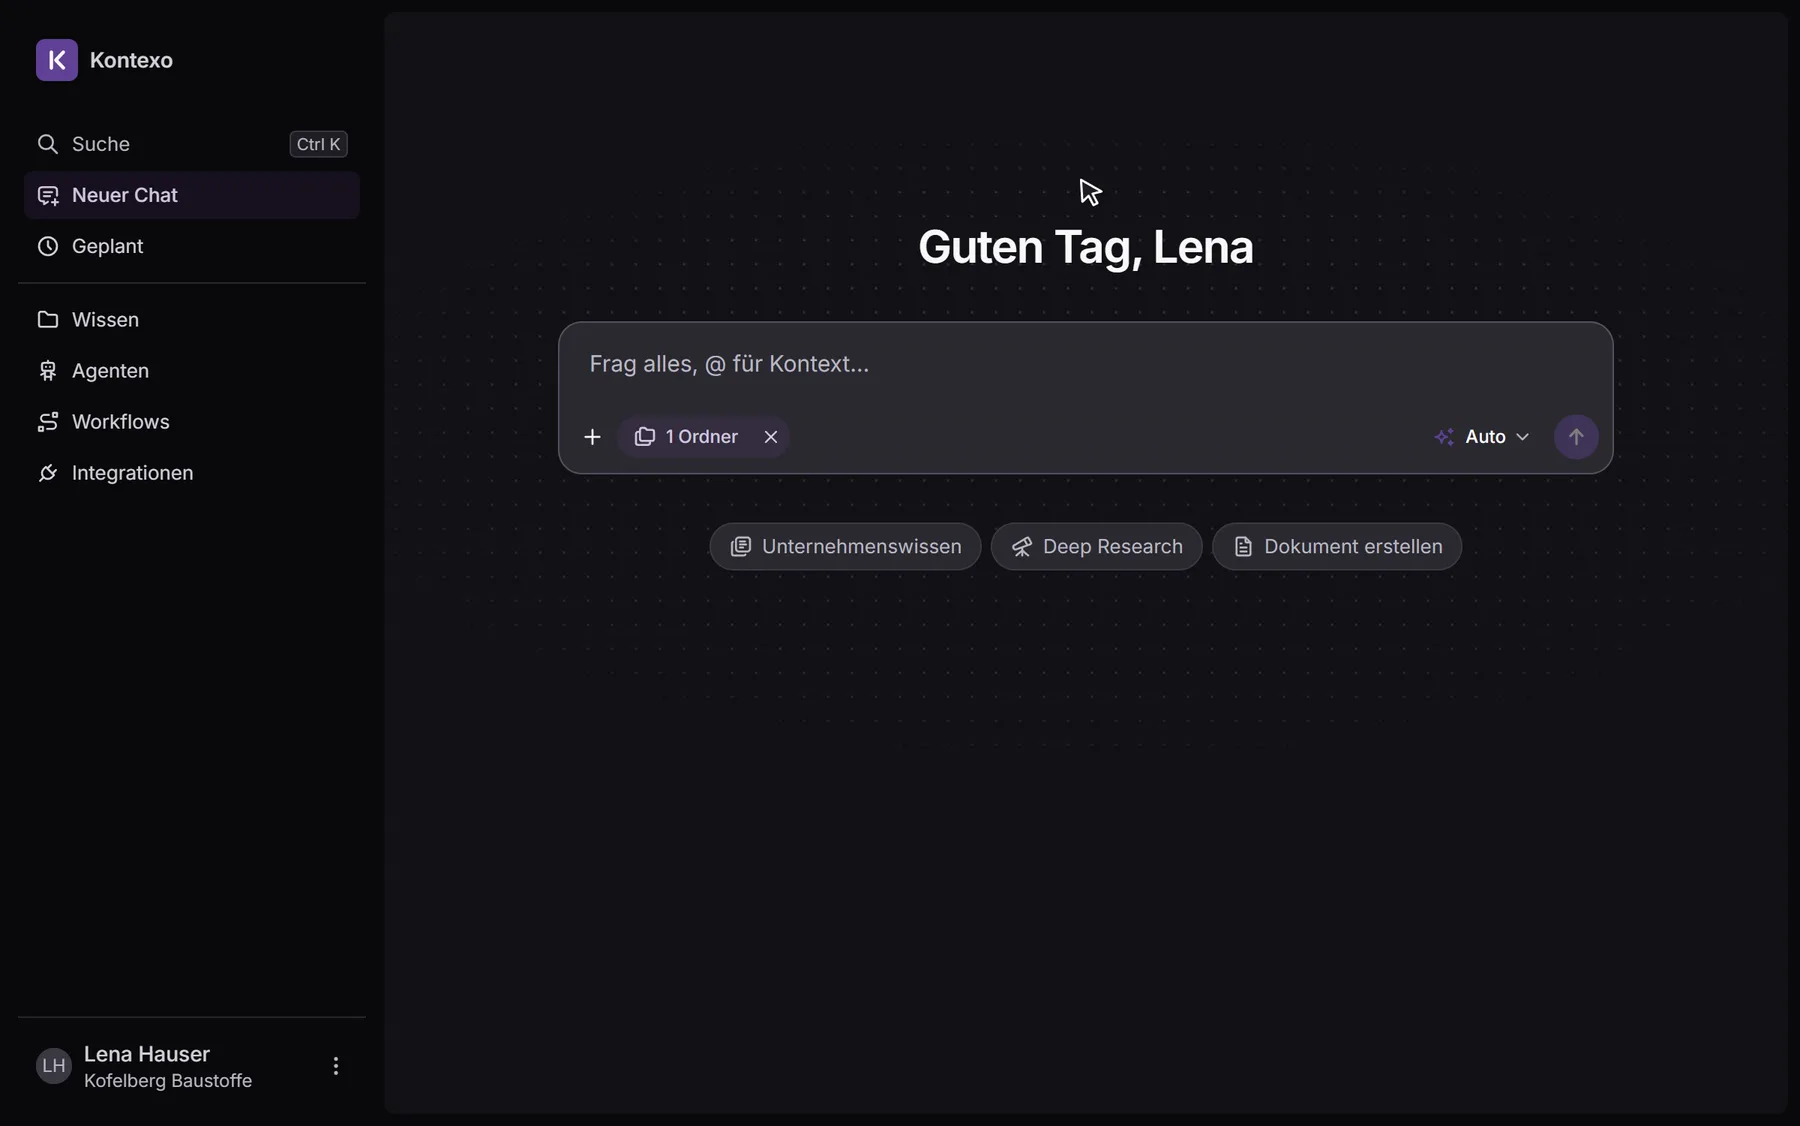 Kontexo
Suche
Ctrl K
Neuer Chat
Geplant
Wissen
Agenten
Workflows
Integrationen
Lena Hauser
LH
Kofelberg Baustoffe
Guten Tag, Lena
Frag alles, @ für Kontext...
1 Ordner
Auto
Unternehmenswissen
Deep Research
Dokument erstellen